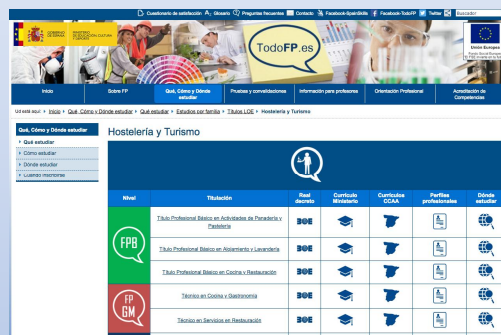 Cuestionario de satisfacción Glosario Preguntas frecuentes Contacto Facebook-SpainSkills Facebook-TodoFP Twitter Buscador
GOBIERNO DE ESPAÑA
MINISTERIO DE EDUCACIÓN, CULTURA Y DEPORTE
TodoFP.es
Unión Europea
Fondo Social Europeo
Inicio Sobre FP Qué, Cómo y Dónde estudiar Pruebas y convalidaciones Información para profesores Orientación Profesional Acreditación de Competencias
Ud está aquí: Inicio Qué, Cómo y Dónde estudiar Qué estudiar Estudios por familia Títulos LOE Hostelería y Turismo
Qué, Cómo y Dónde estudiar
Qué estudiar
Cómo estudiar
Dónde estudiar
Cuándo inscribirse
Hostelería y Turismo
Nivel Titulación Real decreto Currículo Ministerio Currículos CCAA Perfiles profesionales Dónde estudiar
FPB
Título Profesional Básico en Actividades de Panadería y Pastelería BOE
Título Profesional Básico en Alojamiento y Lavandería BOE
Título Profesional Básico en Cocina y Restauración BOE
FP GM
Técnico en Cocina y Gastronomía BOE
Técnico en Servicios en Restauración BOE